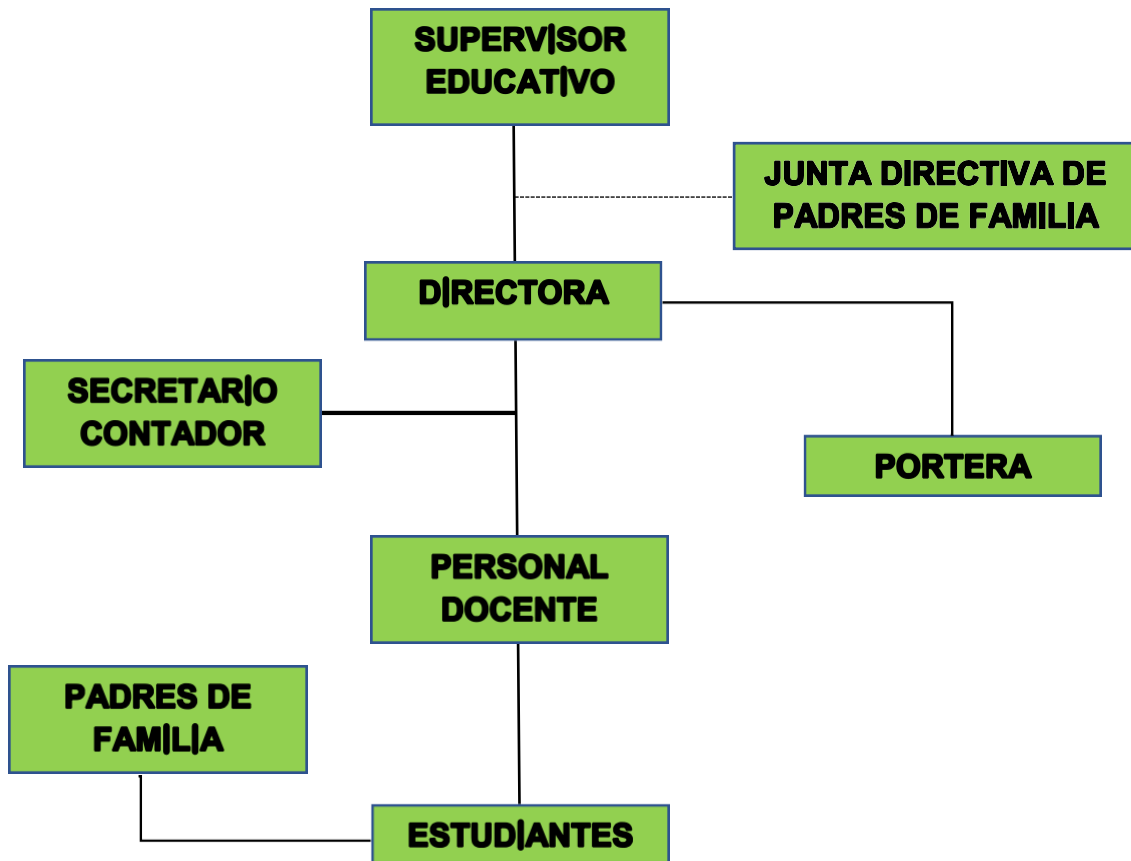 SUPERVISOR
EDUCATIVO
JUNTA DIRECTIVA DE
PADRES DE FAMILIA
DIRECTORA
SECRETARIO
CONTADOR
PORTERA
PERSONAL
DOCENTE
PADRES DE
FAMILIA
ESTUDIANTES